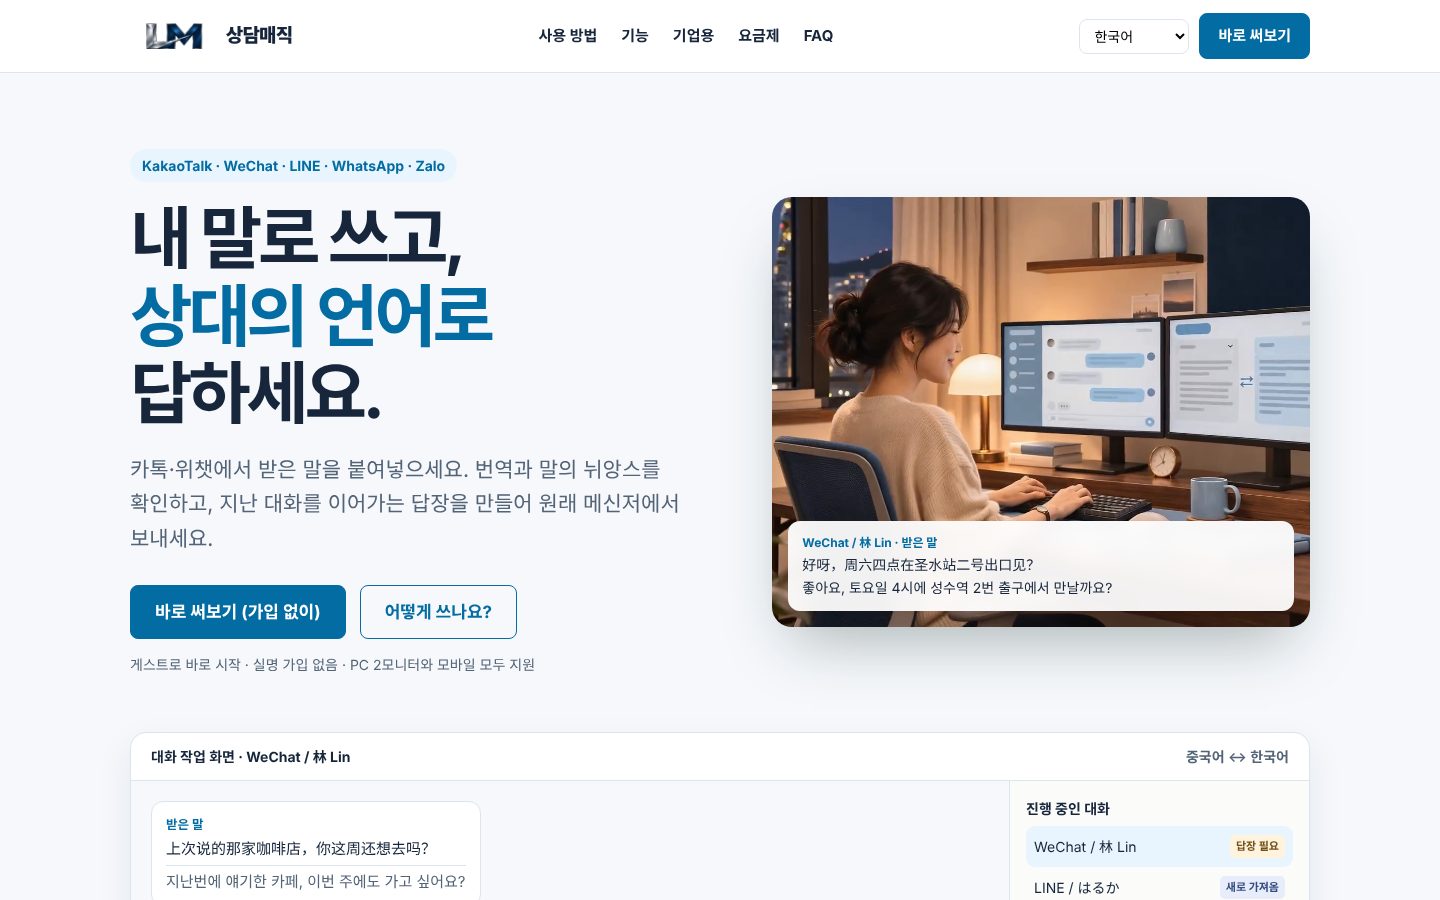 LM 상담매직
사용 방법 기능 기업용 요금제 FAQ
한국어
바로 써보기
KakaoTalk · WeChat · LINE · WhatsApp · Zalo
내 말로 쓰고,
상대의 언어로
답하세요.
카톡·위챗에서 받은 말을 붙여넣으세요. 번역과 말의 뉘앙스를
확인하고, 지난 대화를 이어가는 답장을 만들어 원래 메신저에서
보내세요.
바로 써보기 (가입 없이)
어떻게 쓰나요?
게스트로 바로 시작 · 실명 가입 없음 · PC 2모니터와 모바일 모두 지원
WeChat / 林 Lin · 받은 말
好呀，周六四点在圣水站二号出口见？
좋아요, 토요일 4시에 성수역 2번 출구에서 만날까요?
대화 작업 화면 · WeChat / 林 Lin
중국어 ↔ 한국어
받은 말
上次说的那家咖啡店，你这周还想去吗？
지난번에 얘기한 카페, 이번 주에도 가고 싶어요?
진행 중인 대화
WeChat / 林 Lin
답장 필요
LINE / はるか
새로 가져옴